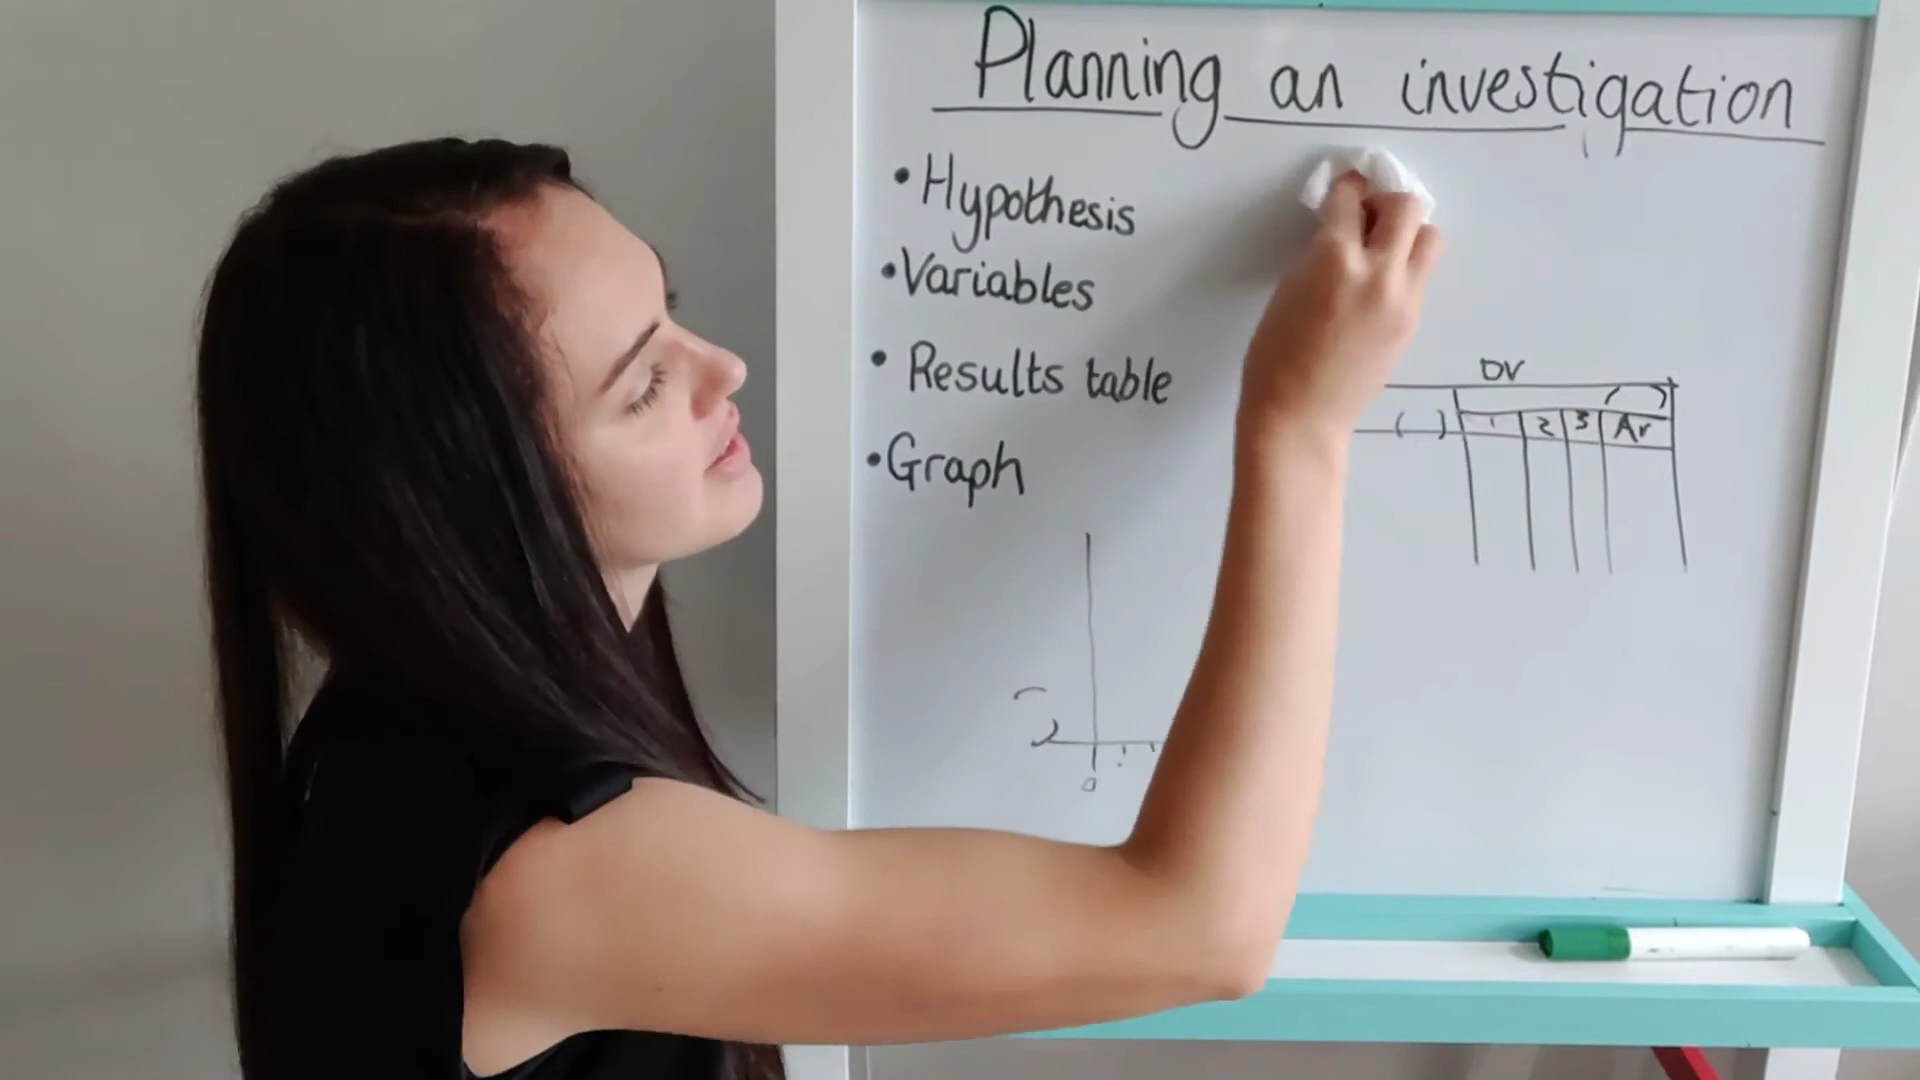 Planning an investigation
• Hypothesis
• Variables
• Results table
• Graph
DV
( ) 1 2 3 Av
0